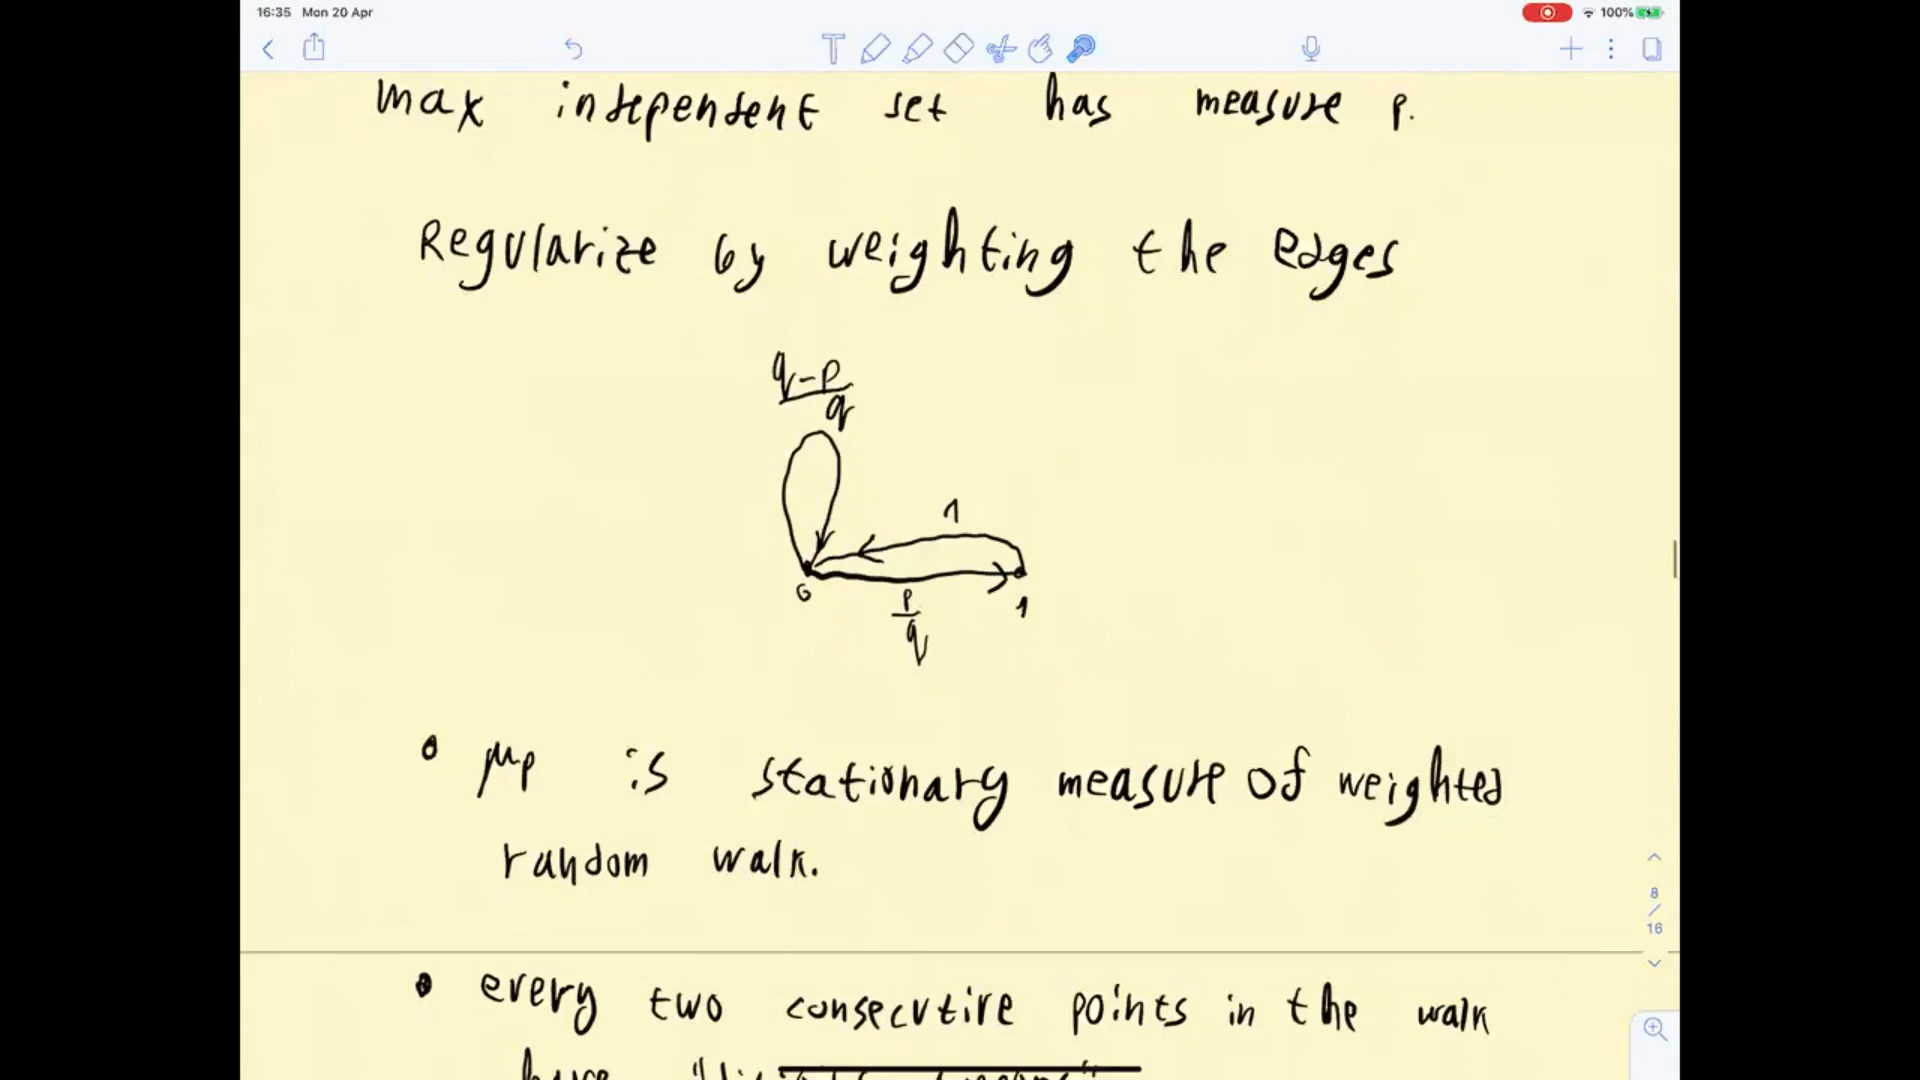 16:35 Mon 20 Apr
100%
T
max independent set has measure p.
Regularize by weighting the edges
q-p
q
1
0
p
q
1
• μp is stationary measure of weighted
random walk.
8
/
16
• every two consecutive points in the walk
have